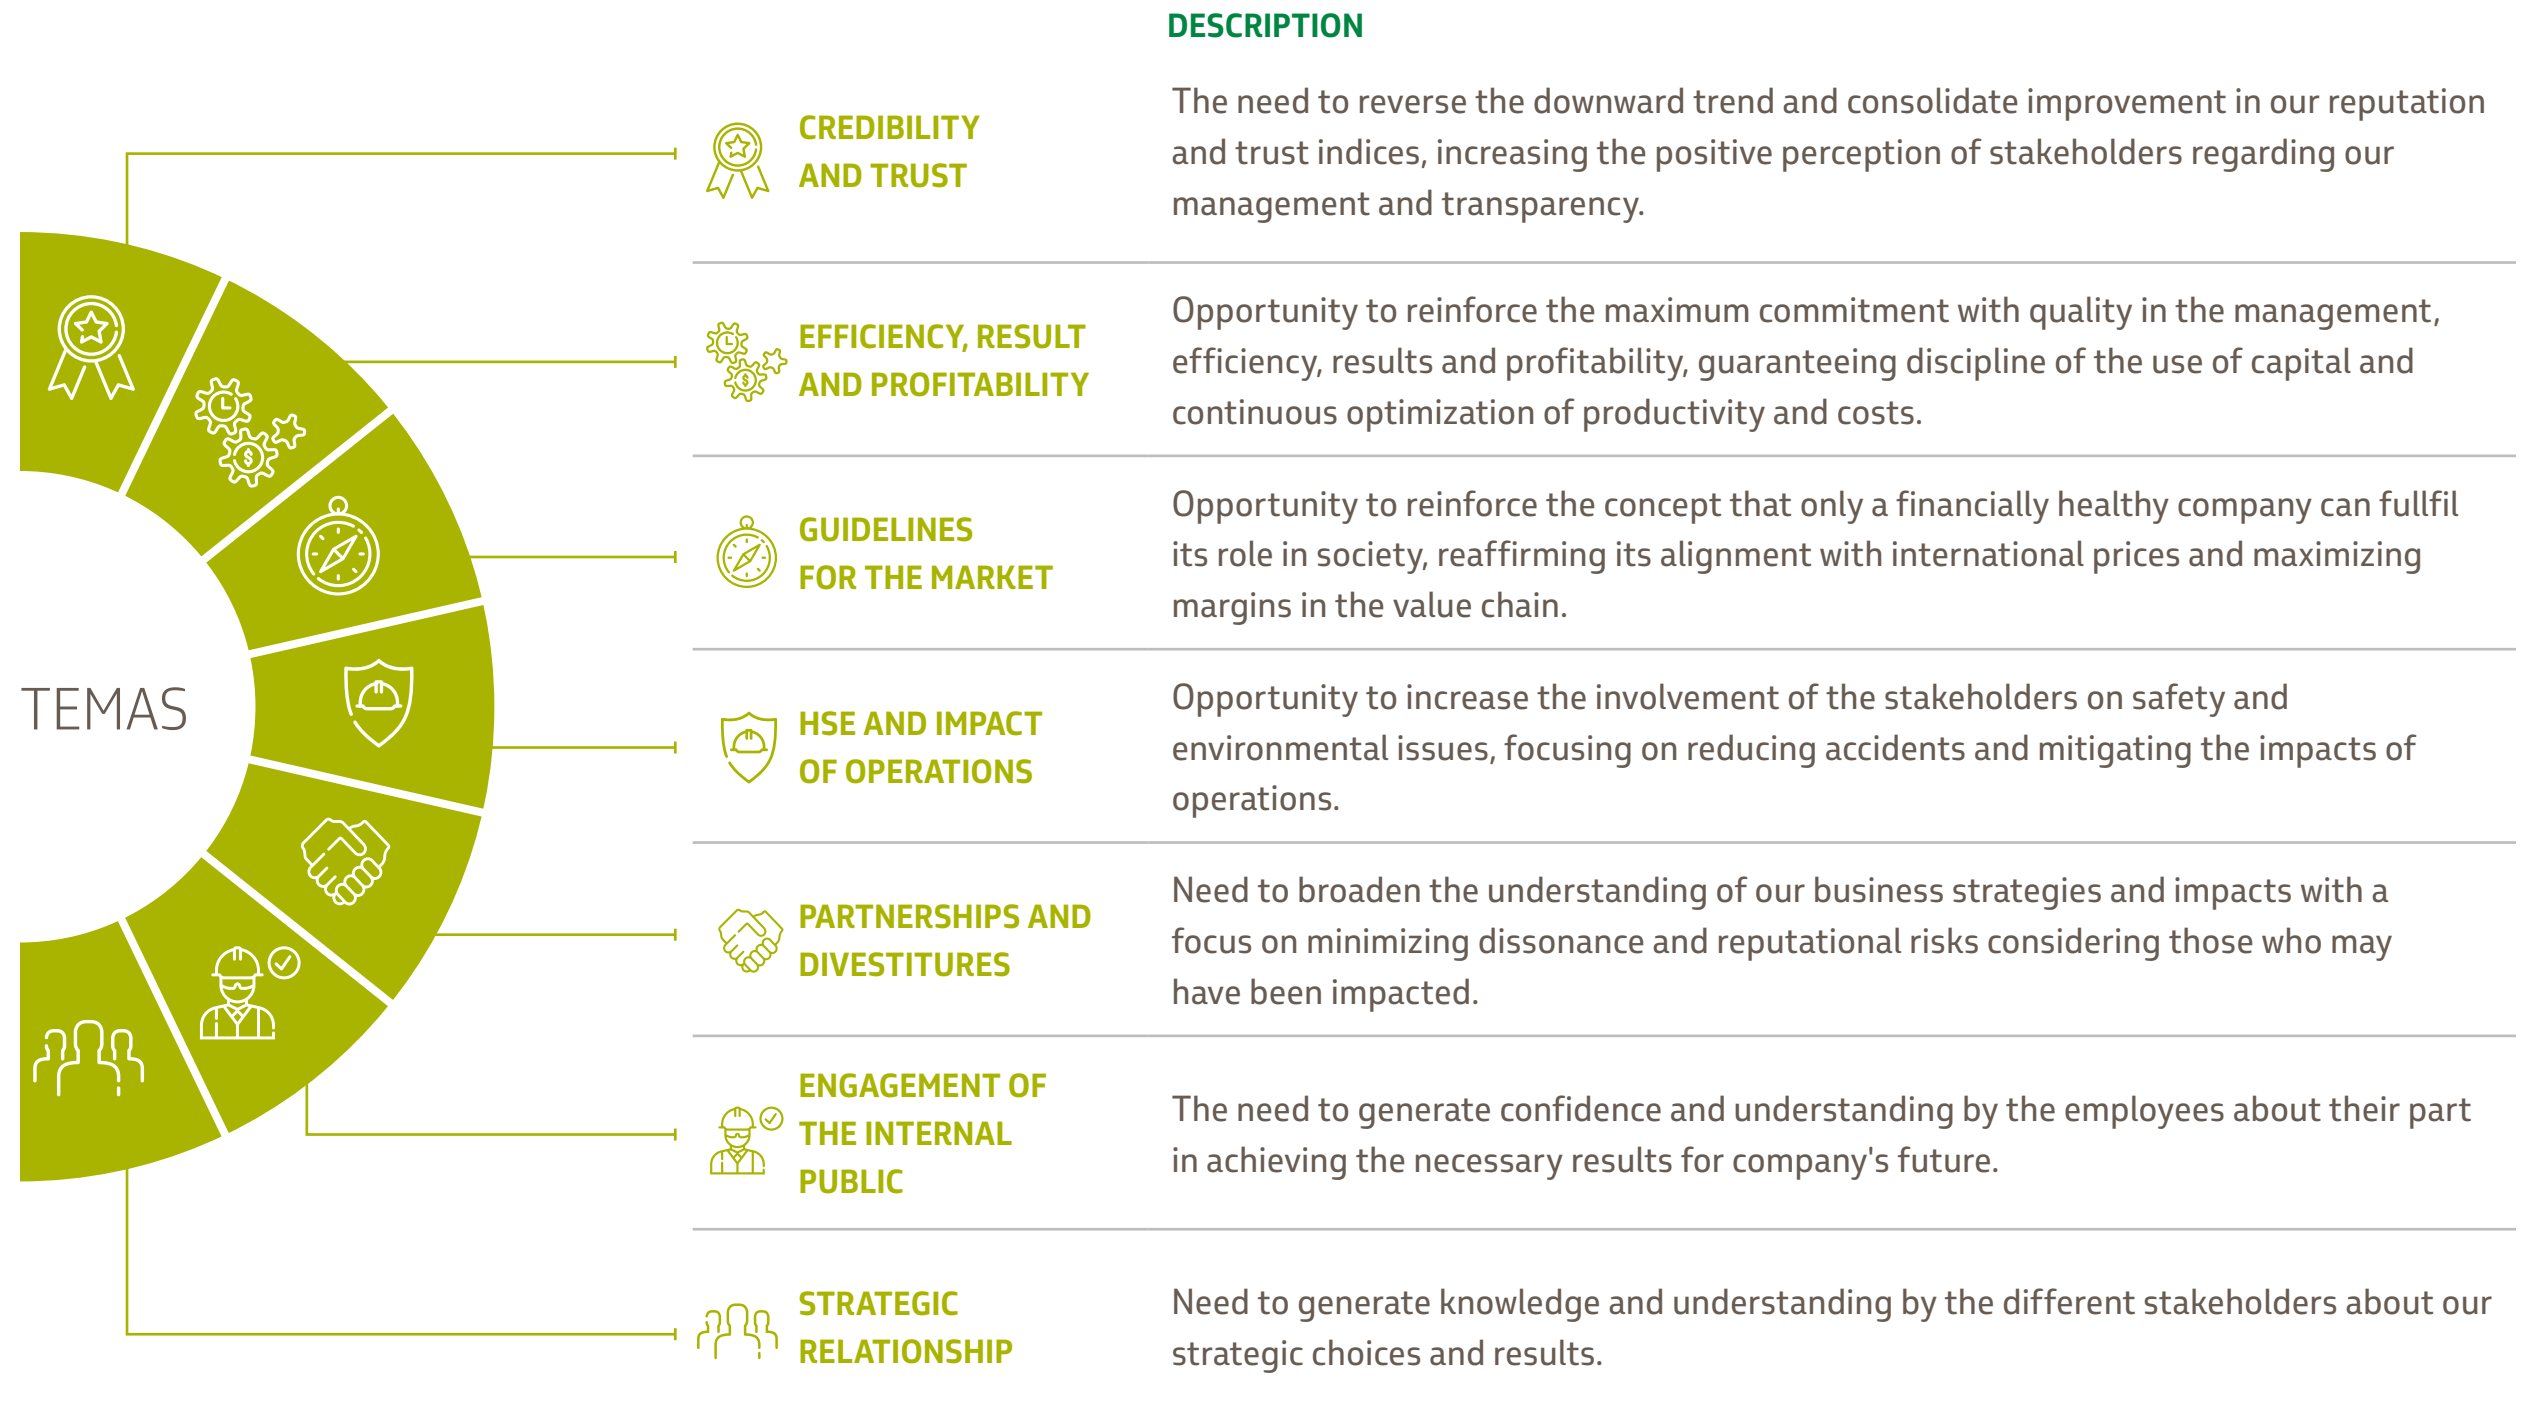 DESCRIPTION
CREDIBILITY
AND TRUST
The need to reverse the downward trend and consolidate improvement in our reputation
and trust indices, increasing the positive perception of stakeholders regarding our
management and transparency.
EFFICIENCY, RESULT
AND PROFITABILITY
Opportunity to reinforce the maximum commitment with quality in the management,
efficiency, results and profitability, guaranteeing discipline of the use of capital and
continuous optimization of productivity and costs.
GUIDELINES
FOR THE MARKET
Opportunity to reinforce the concept that only a financially healthy company can fullfil
its role in society, reaffirming its alignment with international prices and maximizing
margins in the value chain.
TEMAS
HSE AND IMPACT
OF OPERATIONS
Opportunity to increase the involvement of the stakeholders on safety and
environmental issues, focusing on reducing accidents and mitigating the impacts of
operations.
PARTNERSHIPS AND
DIVESTITURES
Need to broaden the understanding of our business strategies and impacts with a
focus on minimizing dissonance and reputational risks considering those who may
have been impacted.
ENGAGEMENT OF
THE INTERNAL
PUBLIC
The need to generate confidence and understanding by the employees about their part
in achieving the necessary results for company's future.
STRATEGIC
RELATIONSHIP
Need to generate knowledge and understanding by the different stakeholders about our
strategic choices and results.